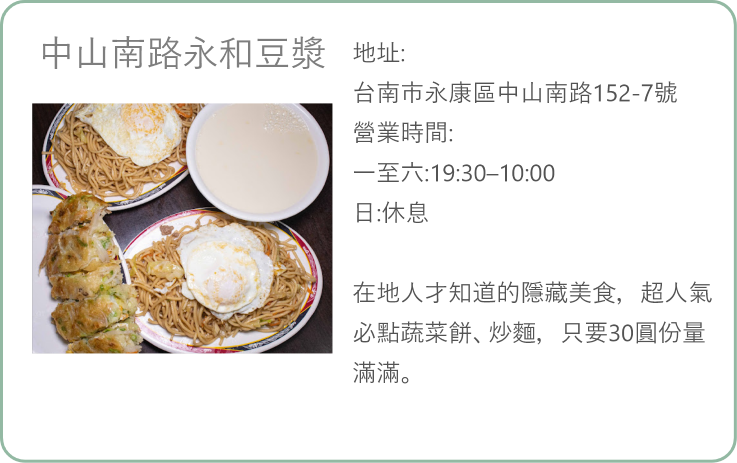 中山南路永和豆漿
地址:
台南市永康區中山南路152-7號
營業時間:
一至六:19:30–10:00
日:休息
在地人才知道的隱藏美食，超人氣
必點蔬菜餅、炒麵，只要30圓份量
滿滿。